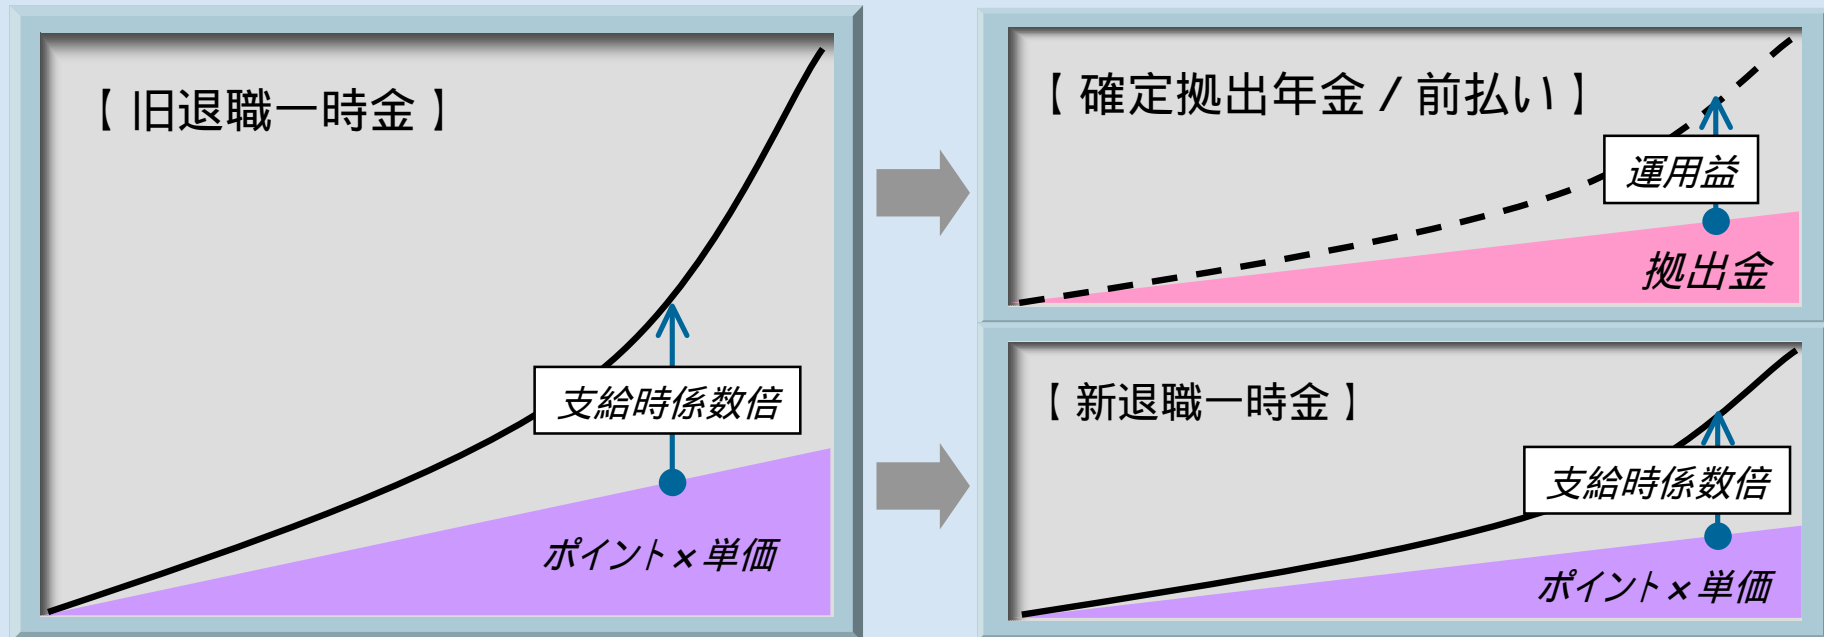 【 旧退職一時金 】
支給時係数倍
ポイント×単価
【 確定拠出年金 / 前払い 】
運用益
拠出金
【 新退職一時金 】
支給時係数倍
ポイント×単価